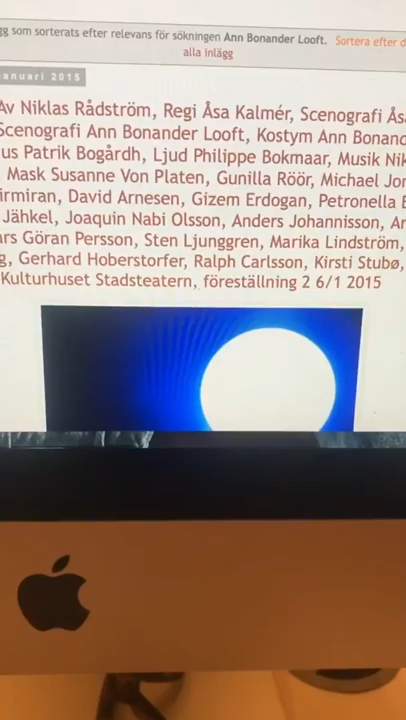 gg som sorterats efter relevans för sökningen Ann Bonander Looft. Sortera efter d
alla inlägg
anuari 2015
Av Niklas Rådström, Regi Åsa Kalmér, Scenografi Ås
Scenografi Ann Bonander Looft, Kostym Ann Bonand
us Patrik Bogårdh, Ljud Philippe Bokmaar, Musik Nik
Mask Susanne Von Platen, Gunilla Röör, Michael Jor
irmiran, David Arnesen, Gizem Erdogan, Petronella B
Jähkel, Joaquin Nabi Olsson, Anders Johannisson, Ar
ars Göran Persson, Sten Ljunggren, Marika Lindström,
g, Gerhard Hoberstorfer, Ralph Carlsson, Kirsti Stubø,
Kulturhuset Stadsteatern, föreställning 2 6/1 2015